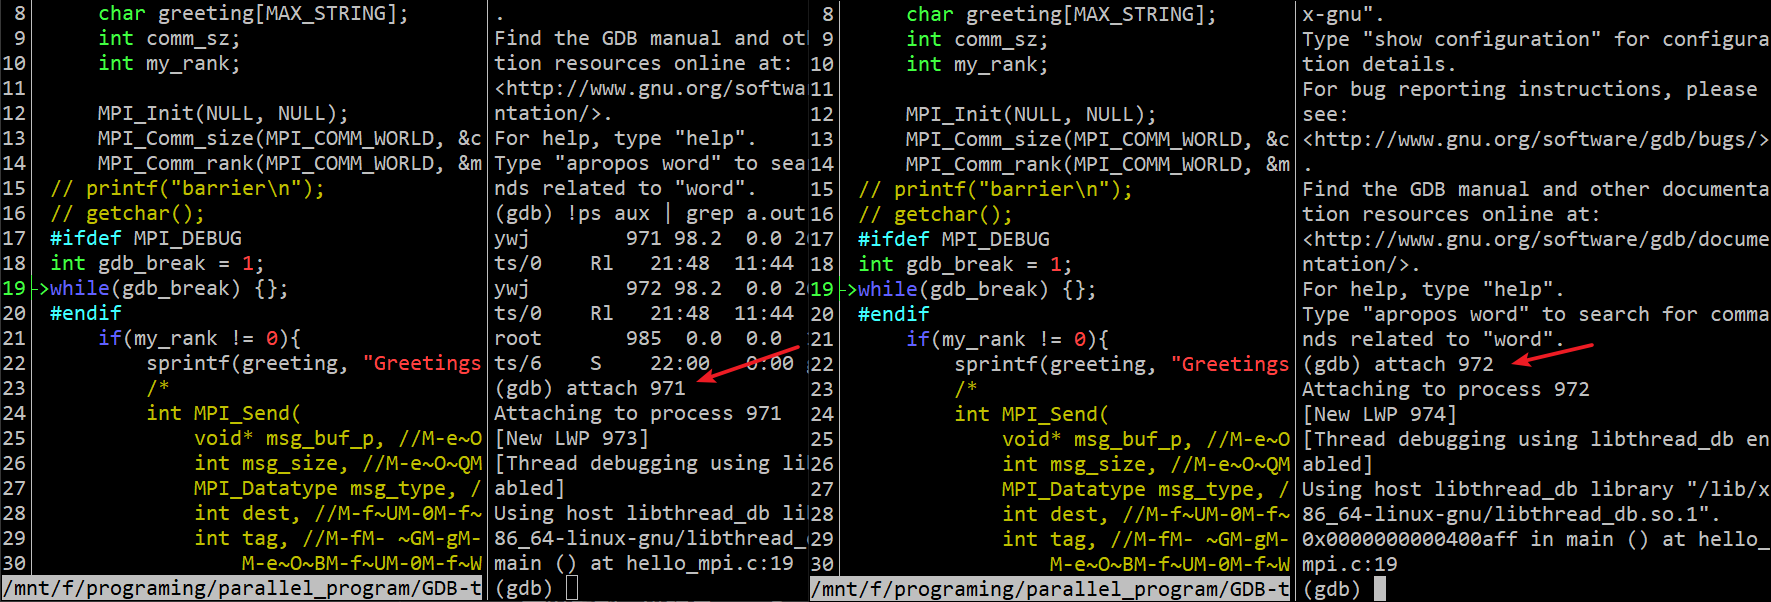 8 char greeting[MAX_STRING];
9 int comm_sz;
10 int my_rank;
11
12 MPI_Init(NULL, NULL);
13 MPI_Comm_size(MPI_COMM_WORLD, &c
14 MPI_Comm_rank(MPI_COMM_WORLD, &m
15 // printf("barrier\n");
16 // getchar();
17 #ifdef MPI_DEBUG
18 int gdb_break = 1;
19->while(gdb_break) {};
20 #endif
21 if(my_rank != 0){
22 sprintf(greeting, "Greetings
23 /*
24 int MPI_Send(
25 void* msg_buf_p, //M-e~O
26 int msg_size, //M-e~O~QM
27 MPI_Datatype msg_type, /
28 int dest, //M-f~UM-0M-f~
29 int tag, //M-fM- ~GM-gM-
30 M-e~O~BM-f~UM-0M-f~W
/mnt/f/programing/parallel_program/GDB-t
.
Find the GDB manual and ot
tion resources online at:
<http://www.gnu.org/softwa
ntation/>.
For help, type "help".
Type "apropos word" to sea
nds related to "word".
(gdb) !ps aux | grep a.out
ywj 971 98.2 0.0 2
ts/0 Rl 21:48 11:44
ywj 972 98.2 0.0 2
ts/0 Rl 21:48 11:44
root 985 0.0 0.0
ts/6 S 22:00 0:00
(gdb) attach 971
Attaching to process 971
[New LWP 973]
[Thread debugging using li
abled]
Using host libthread_db li
86_64-linux-gnu/libthread_
main () at hello_mpi.c:19
(gdb)
8 char greeting[MAX_STRING];
9 int comm_sz;
10 int my_rank;
11
12 MPI_Init(NULL, NULL);
13 MPI_Comm_size(MPI_COMM_WORLD, &c
14 MPI_Comm_rank(MPI_COMM_WORLD, &m
15 // printf("barrier\n");
16 // getchar();
17 #ifdef MPI_DEBUG
18 int gdb_break = 1;
19->while(gdb_break) {};
20 #endif
21 if(my_rank != 0){
22 sprintf(greeting, "Greetings
23 /*
24 int MPI_Send(
25 void* msg_buf_p, //M-e~O
26 int msg_size, //M-e~O~QM
27 MPI_Datatype msg_type, /
28 int dest, //M-f~UM-0M-f~
29 int tag, //M-fM- ~GM-gM-
30 M-e~O~BM-f~UM-0M-f~W
/mnt/f/programing/parallel_program/GDB-t
x-gnu".
Type "show configuration" for configura
tion details.
For bug reporting instructions, please
see:
<http://www.gnu.org/software/gdb/bugs/>
.
Find the GDB manual and other documenta
tion resources online at:
<http://www.gnu.org/software/gdb/docume
ntation/>.
For help, type "help".
Type "apropos word" to search for comma
nds related to "word".
(gdb) attach 972
Attaching to process 972
[New LWP 974]
[Thread debugging using libthread_db en
abled]
Using host libthread_db library "/lib/x
86_64-linux-gnu/libthread_db.so.1".
0x0000000000400aff in main () at hello_
mpi.c:19
(gdb)